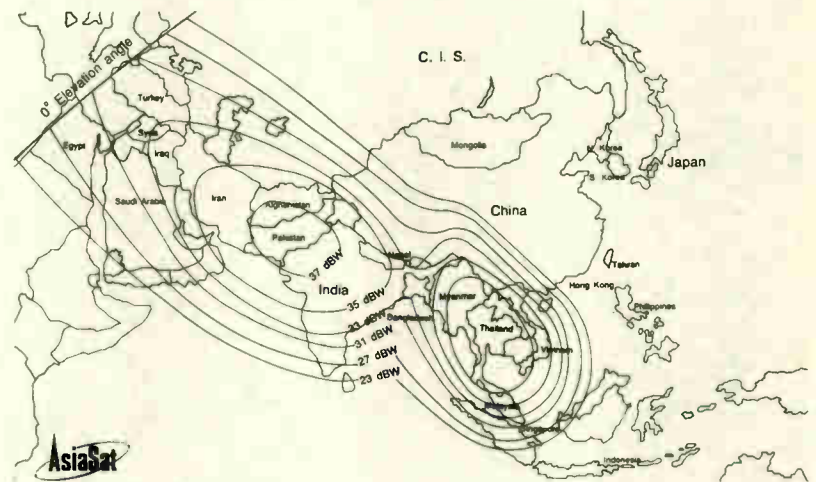 C. I. S.
0° Elevation angle
Turkey
Syria
Egypt
Iraq
Iran
Saudi Arabia
Afghanistan
Pakistan
Mongolia
N Korea
S Korea
Japan
China
Nepal
India
37 dBW
35 dBW
33 dBW
31 dBW
27 dBW
23 dBW
Bangladesh
Myanmar
Thailand
Vietnam
Taiwan
Hong Kong
Philippines
Singapore
Indonesia
AsiaSat